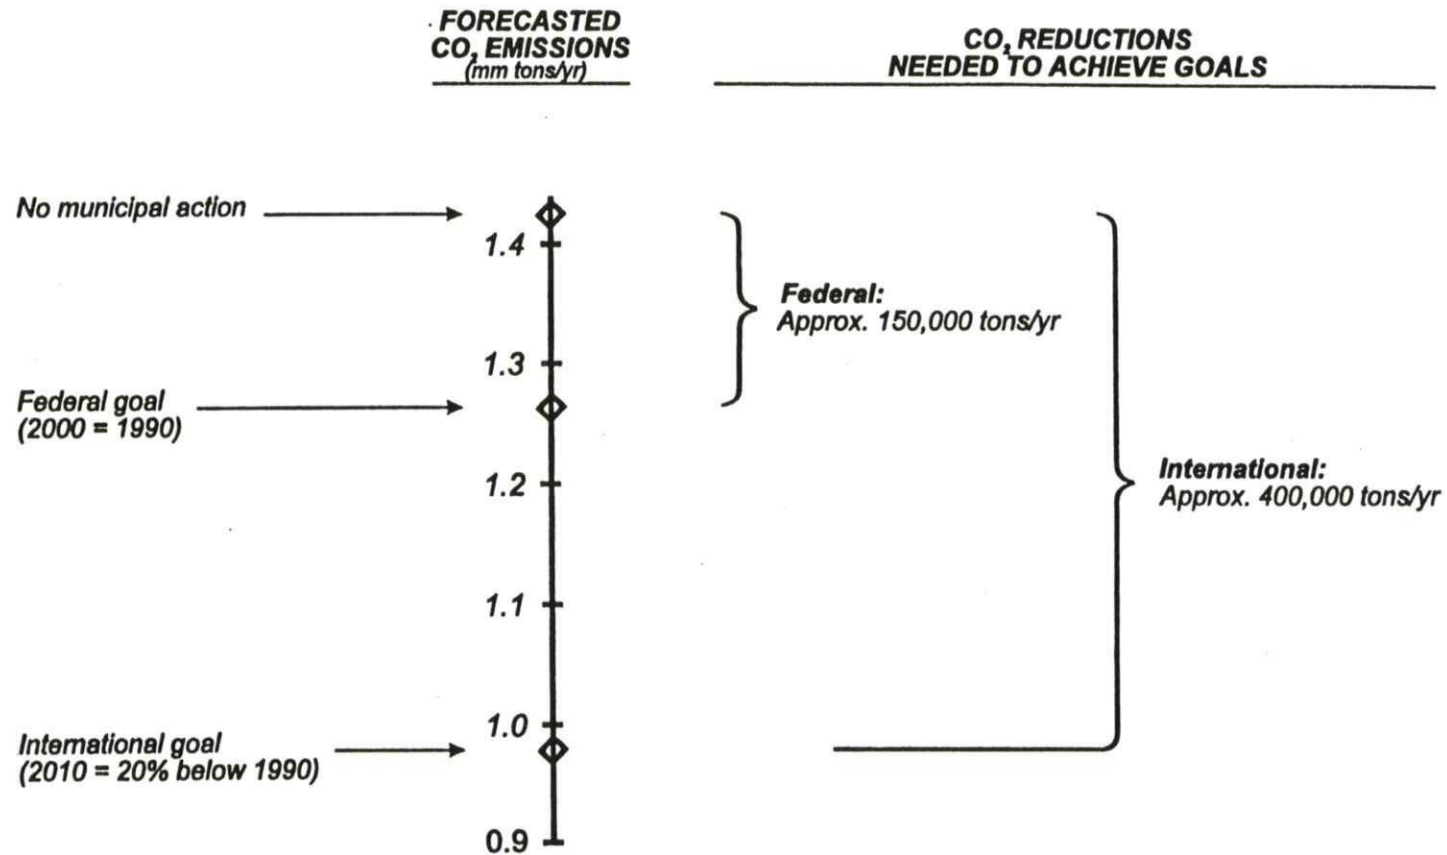 FORECASTED
CO₂ EMISSIONS
(mm tons/yr)
CO₂ REDUCTIONS
NEEDED TO ACHIEVE GOALS
No municipal action
1.4
Federal:
Approx. 150,000 tons/yr
1.3
Federal goal
(2000 = 1990)
1.2
International:
Approx. 400,000 tons/yr
1.1
1.0
International goal
(2010 = 20% below 1990)
0.9